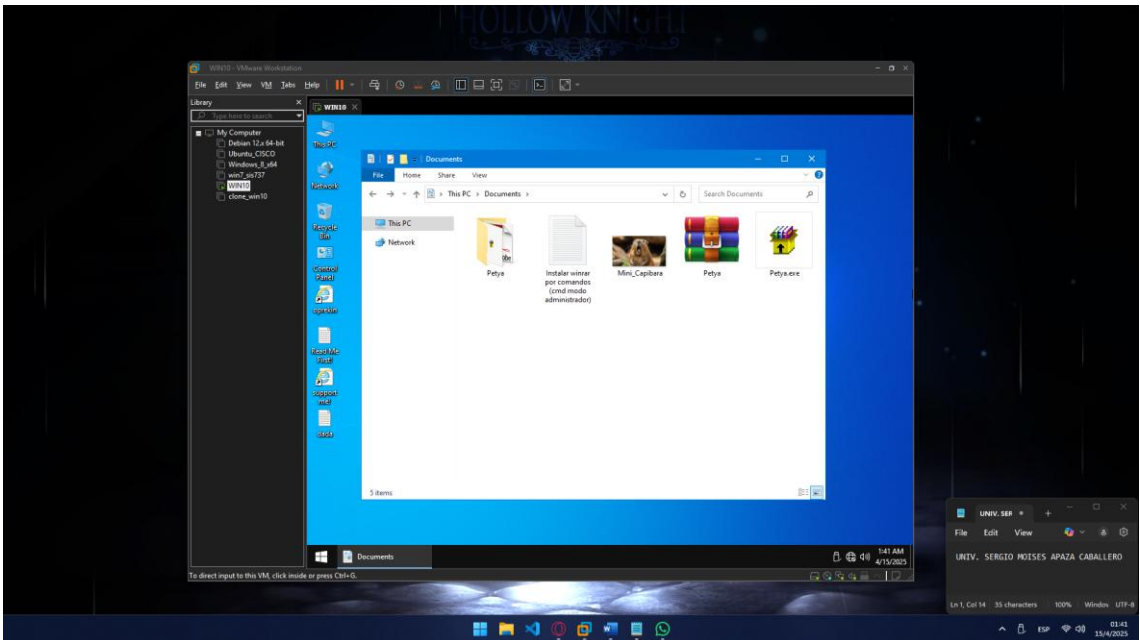 HOLLOW KNIGHT
WIN10 - VMware Workstation
File Edit View VM Tabs Help
Library
Type here to search
WIN10
My Computer
Debian 12.x 64-bit
Ubuntu_CISCO
Windows_8_x64
win7_sis737
WIN10
clone_win10
This PC
Network
Recycle Bin
Control Panel
Read Me First!
support me!
Documents
File Home Share View
This PC > Documents >
Search Documents
This PC
Network
Petya
Instalar winrar
por comandos
(cmd modo
administrador)
Mini_Capibara
Petya
Petya.exe
5 items
Documents
1:41 AM
4/15/2025
To direct input to this VM, click inside or press Ctrl+G.
UNIV. SER
File Edit View
UNIV. SERGIO MOISES APAZA CABALLERO
Ln 1, Col 14 35 characters 100% Window UTF-8
ESP
01:41
15/4/2025